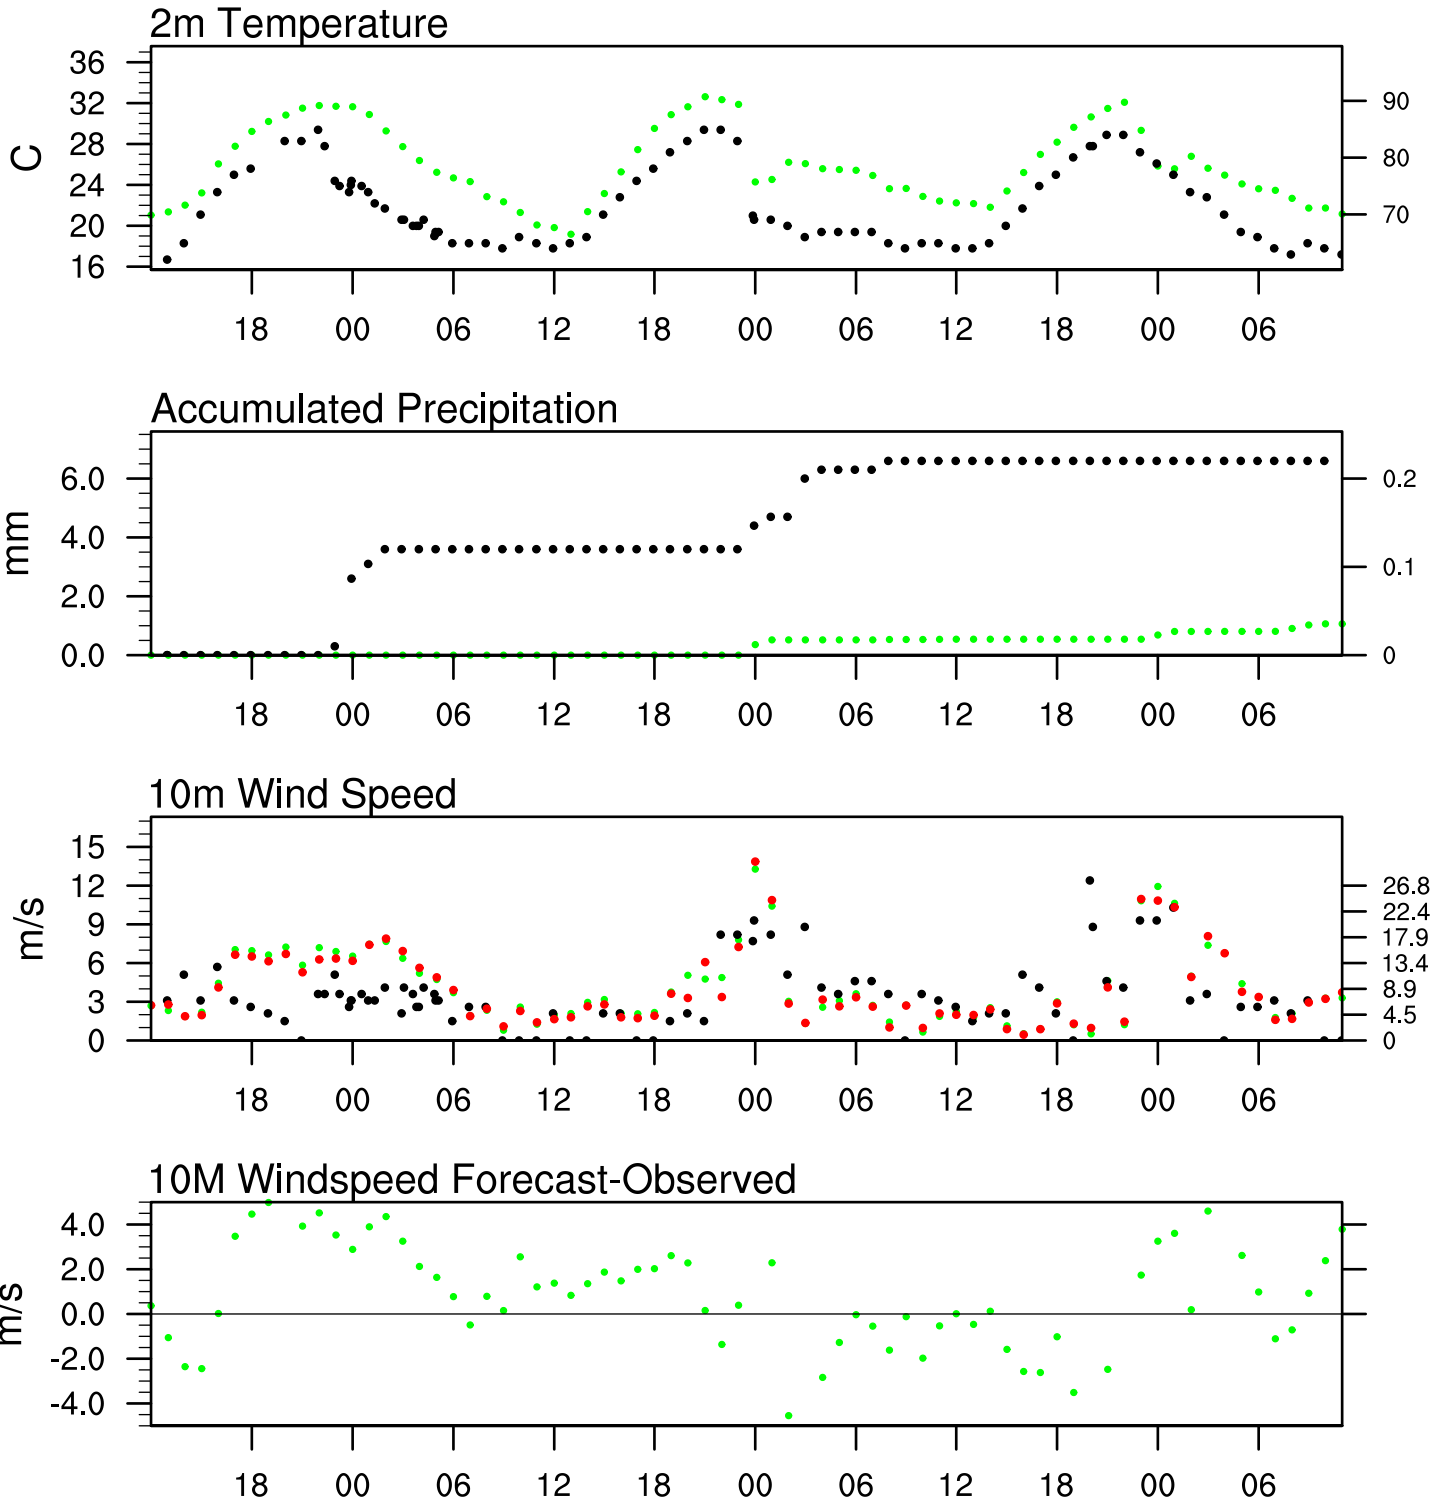 2m Temperature
36
32
28
24
20
16
C
90
80
70
18 00 06 12 18 00 06 12 18 00 06
Accumulated Precipitation
6.0
4.0
2.0
0.0
mm
0.2
0.1
0
18 00 06 12 18 00 06 12 18 00 06
10m Wind Speed
15
12
9
6
3
0
m/s
26.8
22.4
17.9
13.4
8.9
4.5
0
18 00 06 12 18 00 06 12 18 00 06
10M Windspeed Forecast-Observed
4.0
2.0
0.0
-2.0
-4.0
m/s
18 00 06 12 18 00 06 12 18 00 06